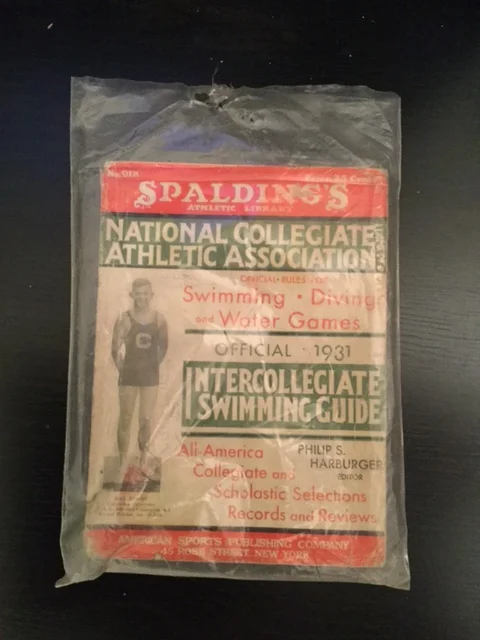 SPALDING'S
ATHLETIC LIBRARY
NATIONAL COLLEGIATE
ATHLETIC ASSOCIATION
OFFICIAL RULES FOR
Swimming · Diving
and Water Games
OFFICIAL · 1931
INTERCOLLEGIATE
SWIMMING GUIDE
C
All-America
Collegiate and
Scholastic Selections
Records and Reviews
PHILIP S.
HARBURGER
EDITOR
AMERICAN SPORTS PUBLISHING COMPANY
45 ROSE STREET NEW YORK